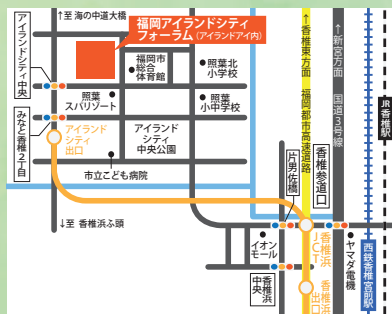 ↑至 海の中道大橋
福岡アイランドシティ
フォーラム(アイランドアイ内)
アイランドシティ中央
福岡市
総合
体育館
照葉北
小学校
照葉
スパリゾート
照葉
小中学校
みなと香椎2丁目
アイランド
シティ
出口
アイランド
シティ
中央公園
市立こども病院
↓至 香椎浜ふ頭
↑香椎東方面 福岡都市高速道路
↑新宮方面 国道3号線
JR香椎駅
片男佐橋
香椎参道口
イオン
モール
香椎浜
中央
香椎浜
JCT
香椎浜
出口
ヤマダ電機
西鉄香椎宮前駅